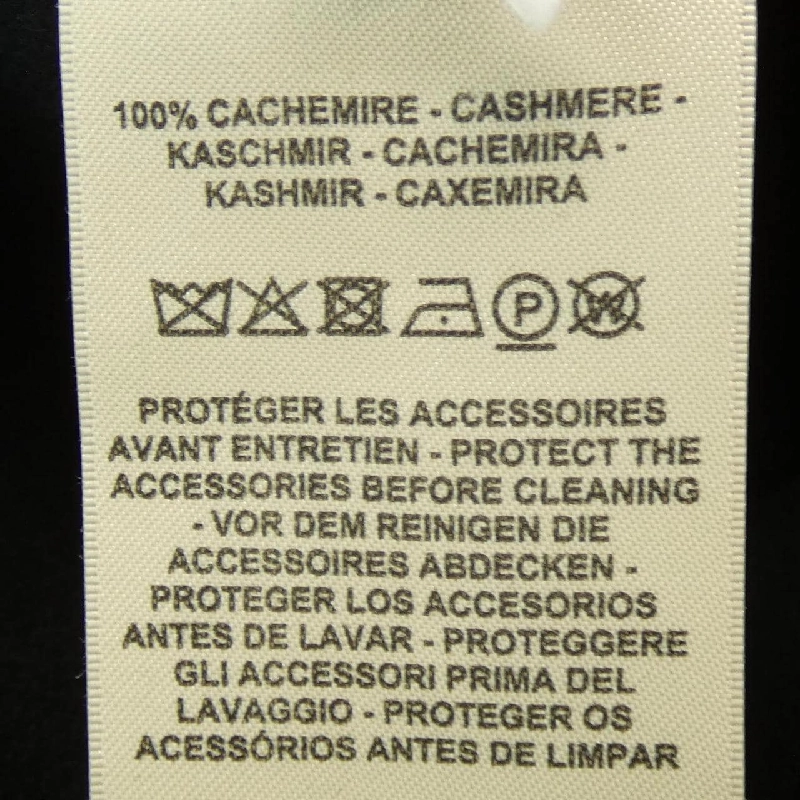 100% CACHEMIRE - CASHMERE -
KASCHMIR - CACHEMIRA -
KASHMIR - CAXEMIRA
P W
PROTÉGER LES ACCESSOIRES
AVANT ENTRETIEN - PROTECT THE
ACCESSORIES BEFORE CLEANING
- VOR DEM REINIGEN DIE
ACCESSOIRES ABDECKEN -
PROTEGER LOS ACCESORIOS
ANTES DE LAVAR - PROTEGGERE
GLI ACCESSORI PRIMA DEL
LAVAGGIO - PROTEGER OS
ACESSÓRIOS ANTES DE LIMPAR